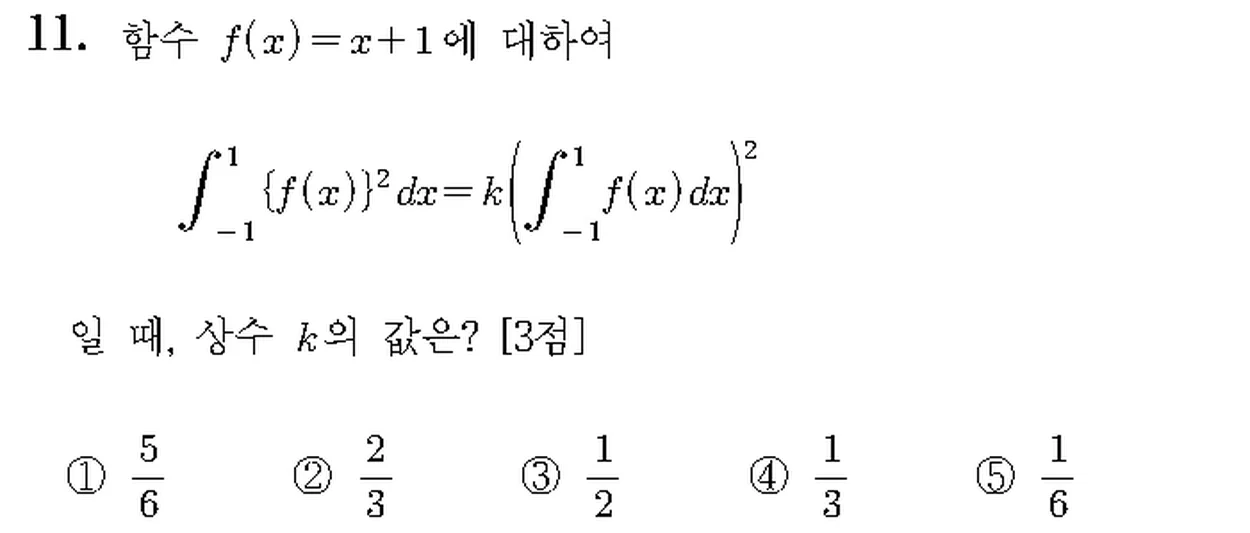 11. 함수 f(x)=x+1에 대하여
∫_{-1}^{1} {f(x)}² dx = k(∫_{-1}^{1} f(x) dx)²
일 때, 상수 k의 값은? [3점]
① 5/6 ② 2/3 ③ 1/2 ④ 1/3 ⑤ 1/6